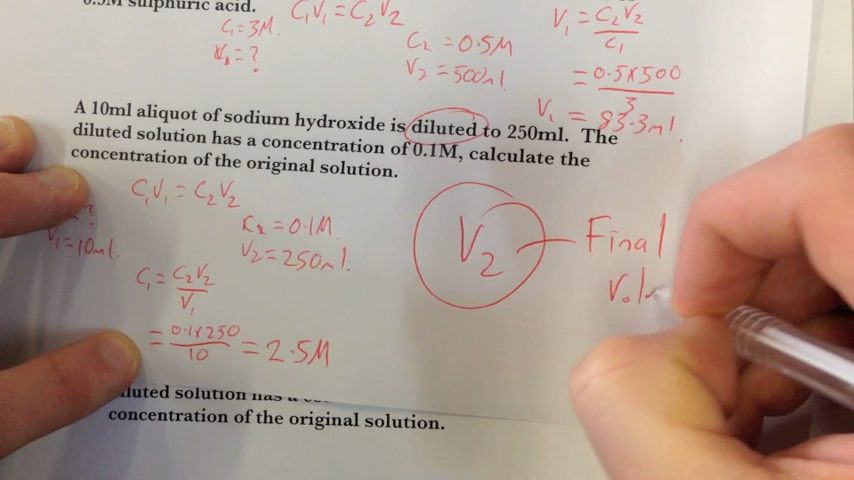 sulphuric acid.
C₁V₁ = C₂V₂
V₁ = C₂V₂ / C₁
C₁ = 3M.
V₁ = ?
C₂ = 0.5M
V₂ = 500ml.
= 0.5 x 500 / 3
V₁ = 83.3ml.
A 10ml aliquot of sodium hydroxide is diluted to 250ml. The
diluted solution has a concentration of 0.1M, calculate the
concentration of the original solution.
C₁V₁ = C₂V₂
?
V₁ = 10ml.
C₂ = 0.1M.
V₂ = 250ml.
C₁ = C₂V₂ / V₁
= 0.1 x 250 / 10 = 2.5M
V₂ — Final
Vol
solution has a
concentration of the original solution.